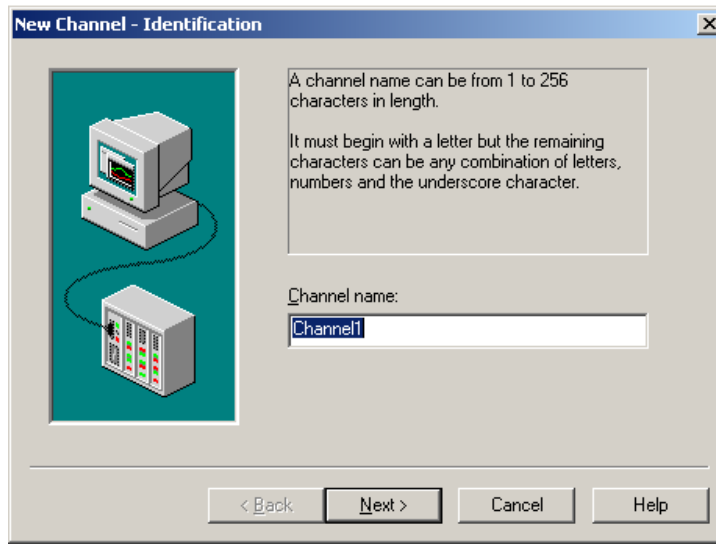 New Channel - Identification
A channel name can be from 1 to 256
characters in length.
It must begin with a letter but the remaining
characters can be any combination of letters,
numbers and the underscore character.
Channel name:
Channel1
< Back
Next >
Cancel
Help